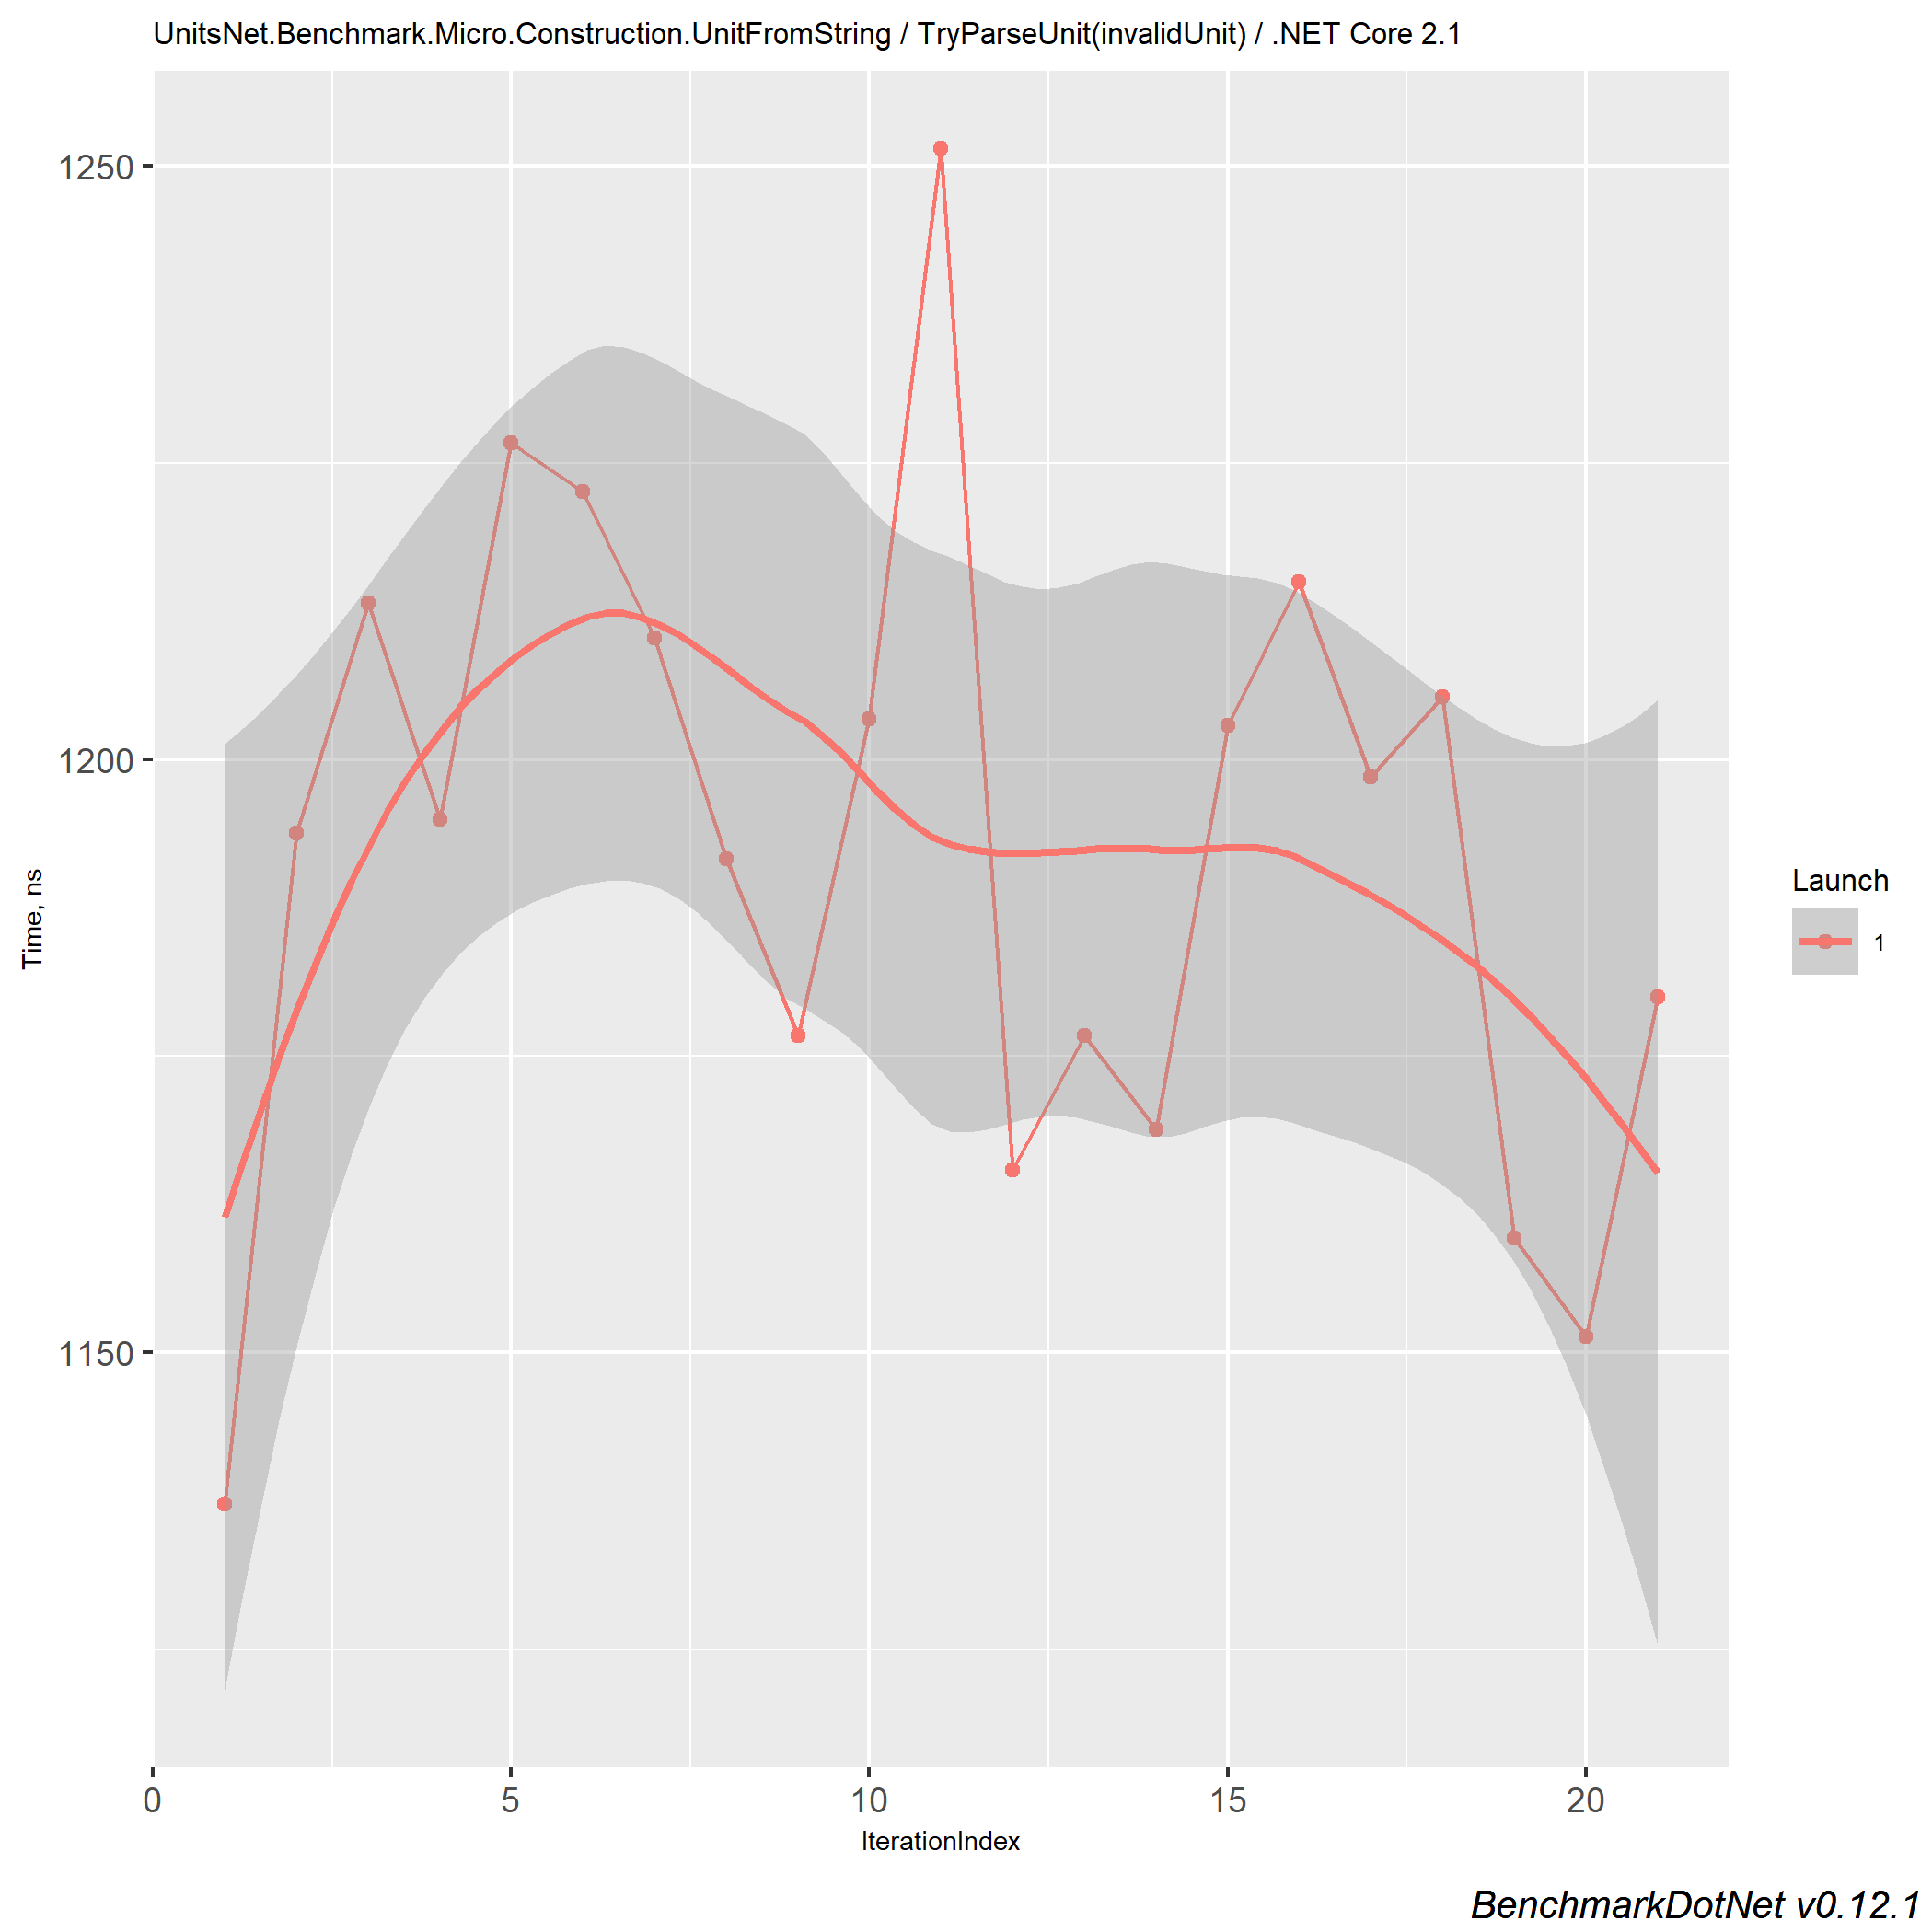 UnitsNet.Benchmark.Micro.Construction.UnitFromString / TryParseUnit(invalidUnit) / .NET Core 2.1
1250
1200
1150
Time, ns
0 5 10 15 20
IterationIndex
Launch
1
BenchmarkDotNet v0.12.1